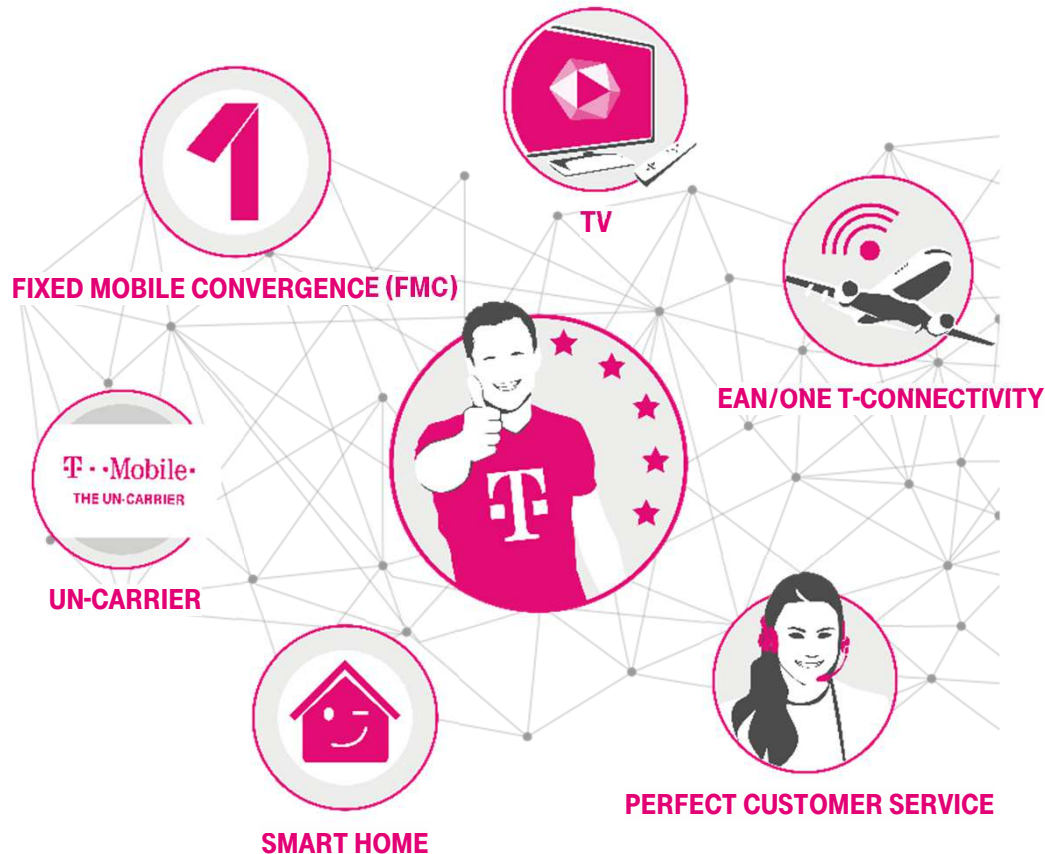 TV
FIXED MOBILE CONVERGENCE (FMC)
EAN/ONE T-CONNECTIVITY
T
T··Mobile·
THE UN-CARRIER
UN-CARRIER
PERFECT CUSTOMER SERVICE
SMART HOME